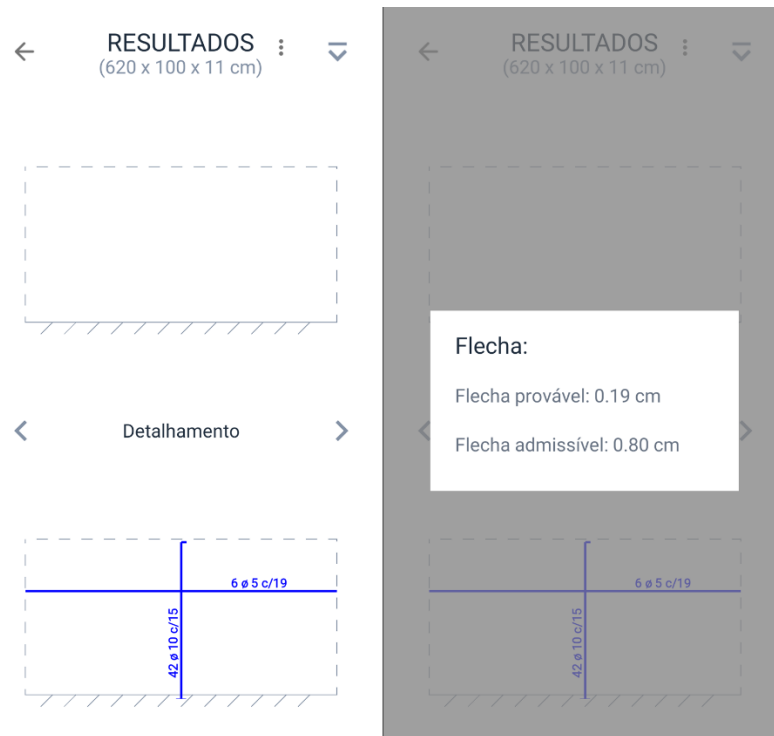 RESULTADOS
(620 x 100 x 11 cm)
Detalhamento
6 ø 5 c/19
42 ø 10 c/15
RESULTADOS
(620 x 100 x 11 cm)
Flecha:
Flecha provável: 0.19 cm
Flecha admissível: 0.80 cm
6 ø 5 c/19
42 ø 10 c/15